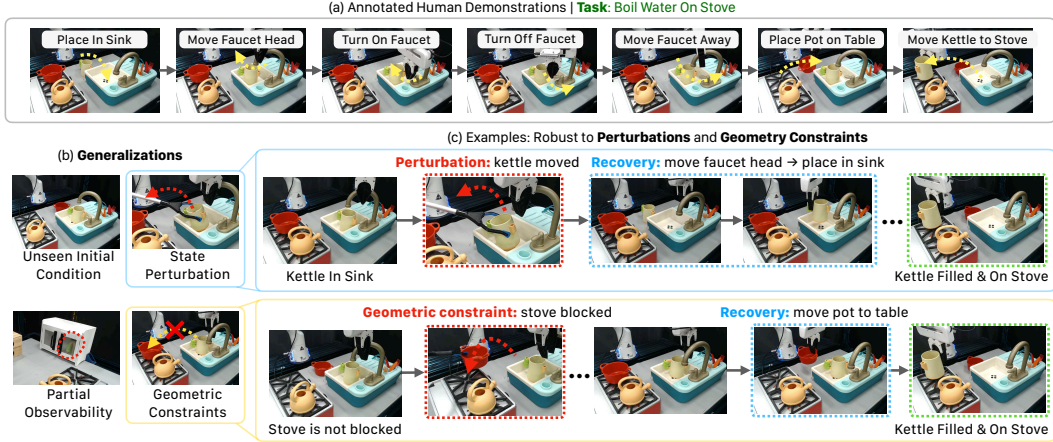 (a) Annotated Human Demonstrations | Task: Boil Water On Stove
Place In Sink
Move Faucet Head
Turn On Faucet
Turn Off Faucet
Move Faucet Away
Place Pot on Table
Move Kettle to Stove
(b) Generalizations
Unseen Initial
Condition
State
Perturbation
Partial
Observability
Geometric
Constraints
(c) Examples: Robust to Perturbations and Geometry Constraints
Perturbation: kettle moved
Recovery: move faucet head → place in sink
Kettle In Sink
Kettle Filled & On Stove
Geometric constraint: stove blocked
Recovery: move pot to table
Stove is not blocked
Kettle Filled & On Stove